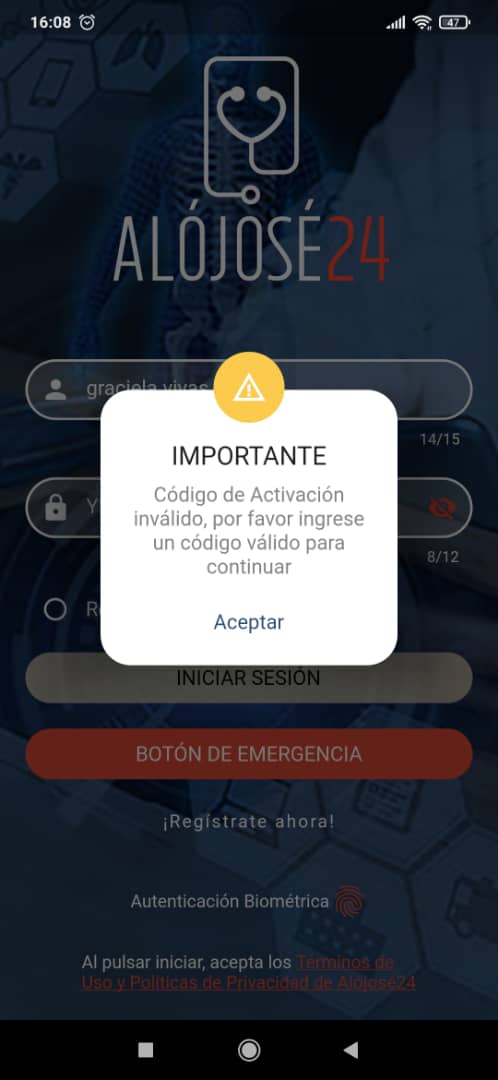 16:08
47
ALÓJOSÉ24
graciela vivas
14/15
IMPORTANTE
Código de Activación
inválido, por favor ingrese
un código válido para
continuar
Aceptar
8/12
INICIAR SESIÓN
BOTÓN DE EMERGENCIA
¡Regístrate ahora!
Autenticación Biométrica
Al pulsar iniciar, acepta los Términos de
Uso y Políticas de Privacidad de Alójosé24